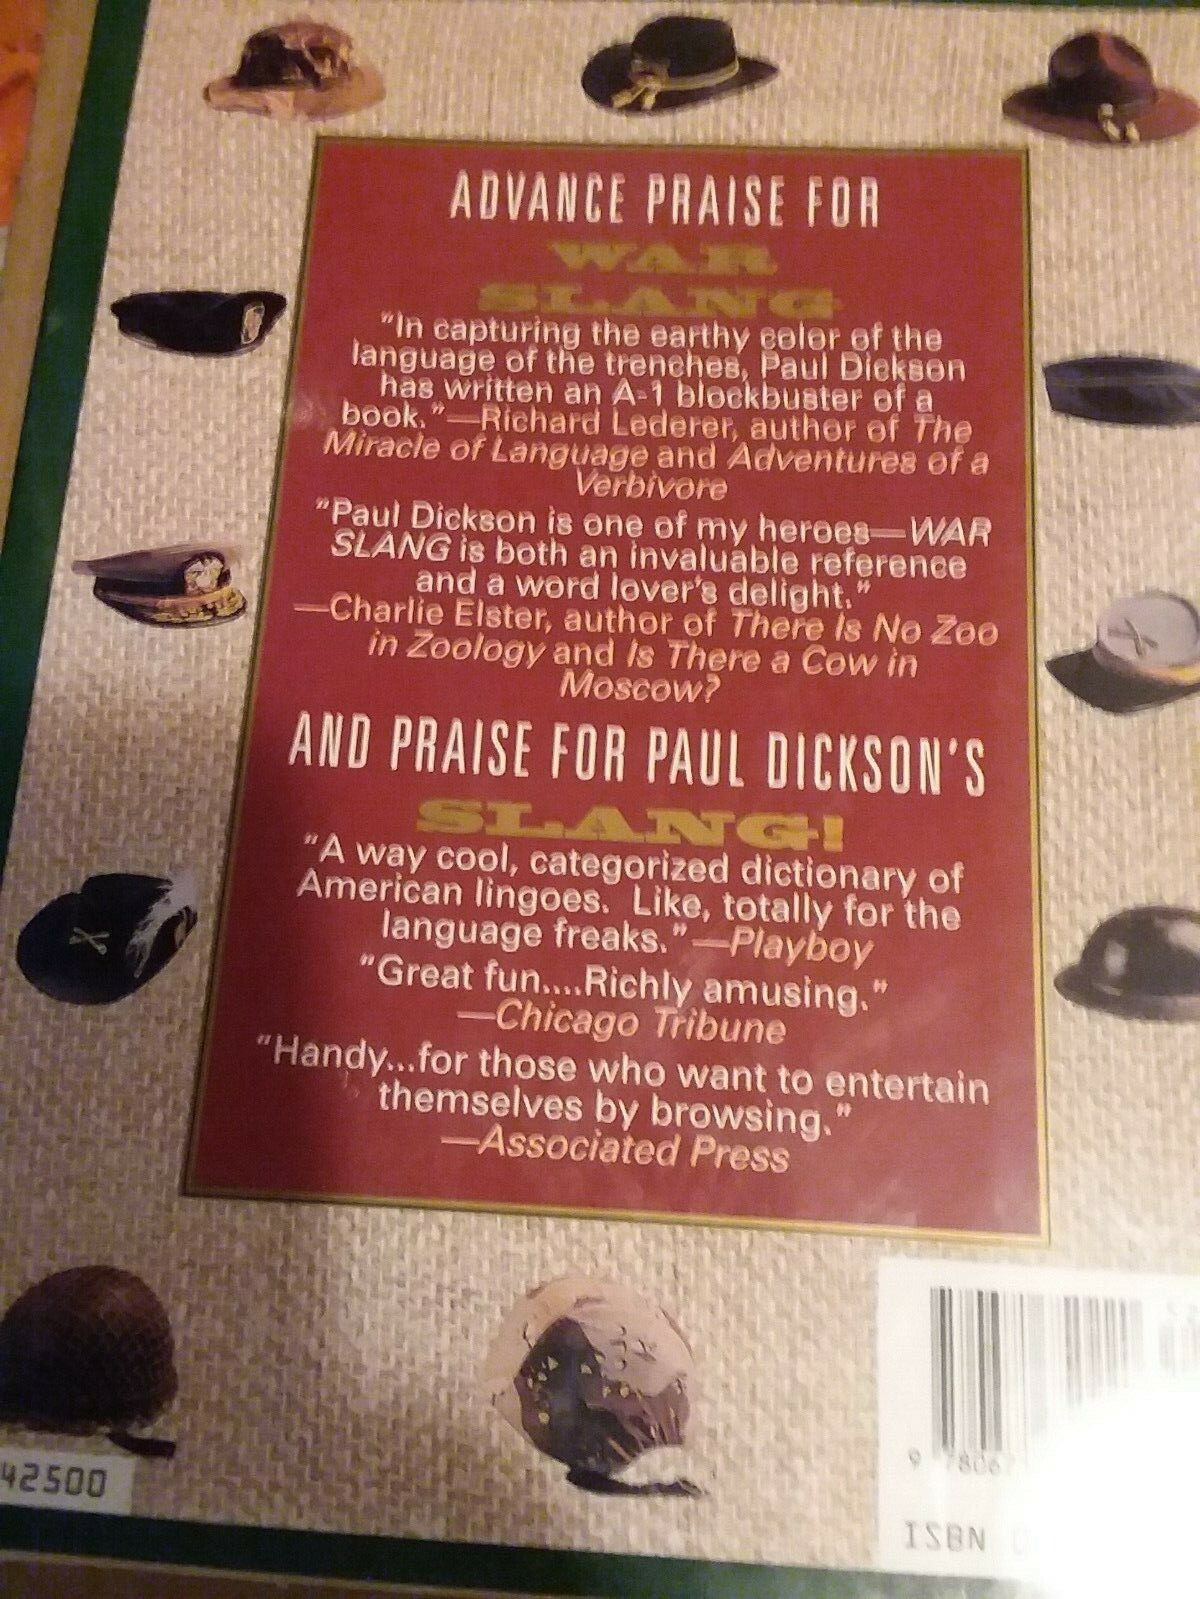 ADVANCE PRAISE FOR
WAR
SLANG
"In capturing the earthy color of the
language of the trenches, Paul Dickson
has written an A-1 blockbuster of a
book."—Richard Lederer, author of The
Miracle of Language and Adventures of a
Verbivore
"Paul Dickson is one of my heroes—WAR
SLANG is both an invaluable reference
and a word lover's delight."
—Charlie Elster, author of There Is No Zoo
in Zoology and Is There a Cow in
Moscow?
AND PRAISE FOR PAUL DICKSON'S
SLANG!
"A way cool, categorized dictionary of
American lingoes. Like, totally for the
language freaks."—Playboy
"Great fun....Richly amusing."
—Chicago Tribune
"Handy...for those who want to entertain
themselves by browsing."
—Associated Press
42500
9 78067
ISBN 0